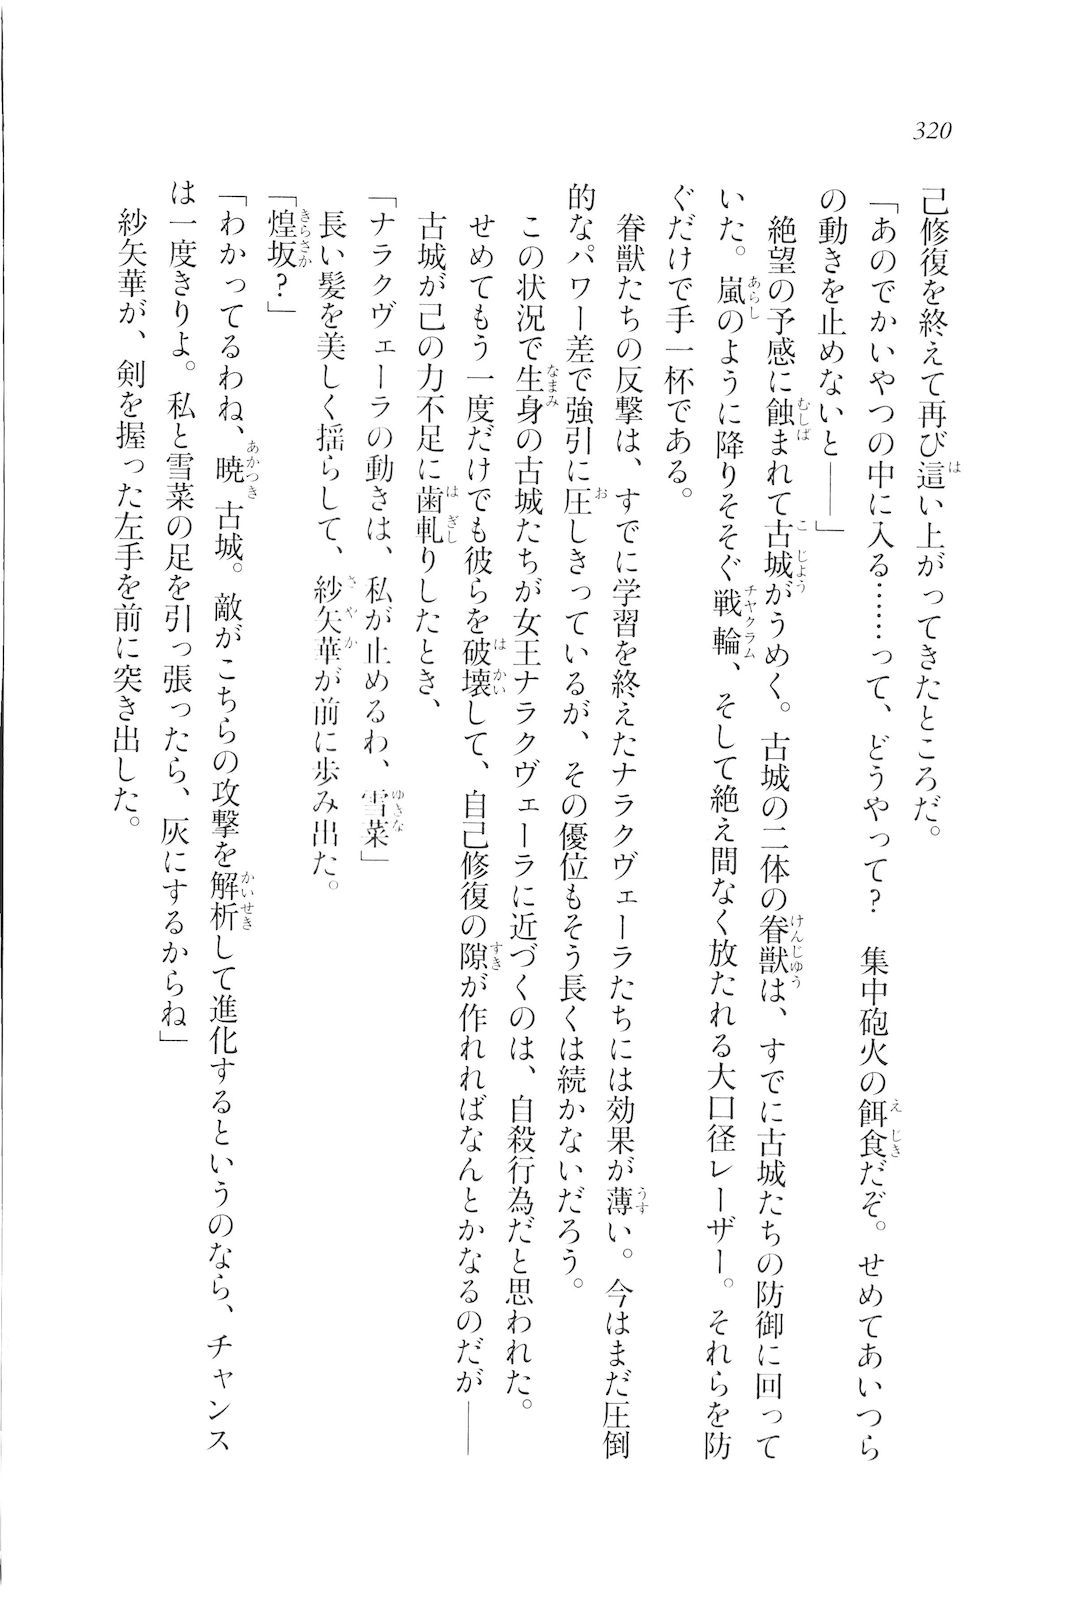 320
己修復を終えて再び這い上がってきたところだ。
「あのでかいやつの中に入る……って、どうやって？　集中砲火の餌食だぞ。せめてあいつら
の動きを止めないと――」
　絶望の予感に蝕まれて古城がうめく。古城の二体の眷獣は、すでに古城たちの防御に回って
いた。嵐のように降りそそぐ戦輪、そして絶え間なく放たれる大口径レーザー。それらを防
ぐだけで手一杯である。
　眷獣たちの反撃は、すでに学習を終えたナラクヴェーラたちには効果が薄い。今はまだ圧倒
的なパワー差で強引に圧しきっているが、その優位もそう長くは続かないだろう。
　この状況で生身の古城たちが女王ナラクヴェーラに近づくのは、自殺行為だと思われた。
　せめてもう一度だけでも彼らを破壊して、自己修復の隙が作れればなんとかなるのだが――
　古城が己の力不足に歯軋りしたとき、
「ナラクヴェーラの動きは、私が止めるわ、雪菜」
　長い髪を美しく揺らして、紗矢華が前に歩み出た。
「煌坂？」
「わかってるわね、暁古城。敵がこちらの攻撃を解析して進化するというのなら、チャンス
は一度きりよ。私と雪菜の足を引っ張ったら、灰にするからね」
　紗矢華が、剣を握った左手を前に突き出した。